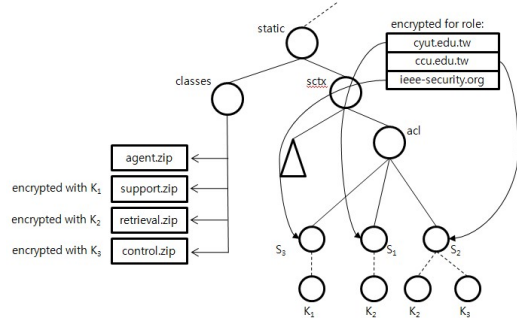 encrypted for role:
static
cyut.edu.tw
ccu.edu.tw
ieee-security.org
classes
sctx
acl
agent.zip
encrypted with K1
support.zip
encrypted with K2
retrieval.zip
encrypted with K3
control.zip
S3
S1
S2
K1
K2
K2
K3